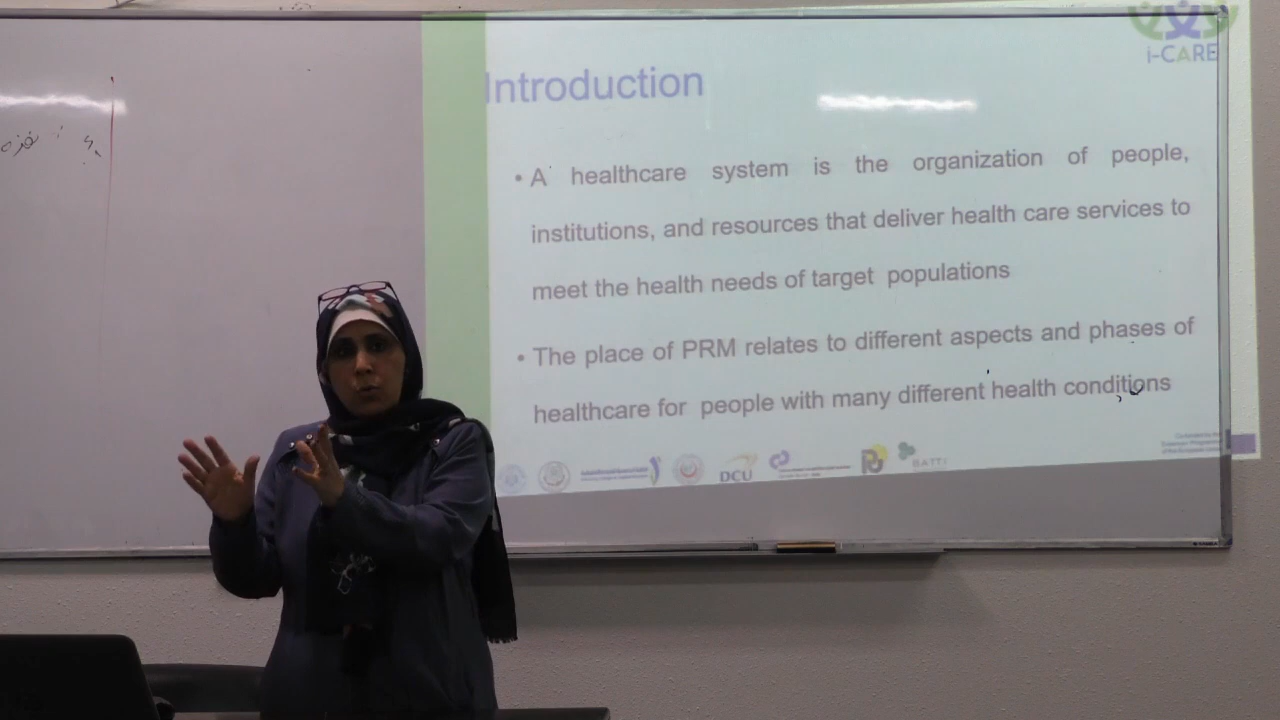 i-CARE
Introduction
• A healthcare system is the organization of people,
institutions, and resources that deliver health care services to
meet the health needs of target populations
• The place of PRM relates to different aspects and phases of
healthcare for people with many different health conditions
DCU
BATTI